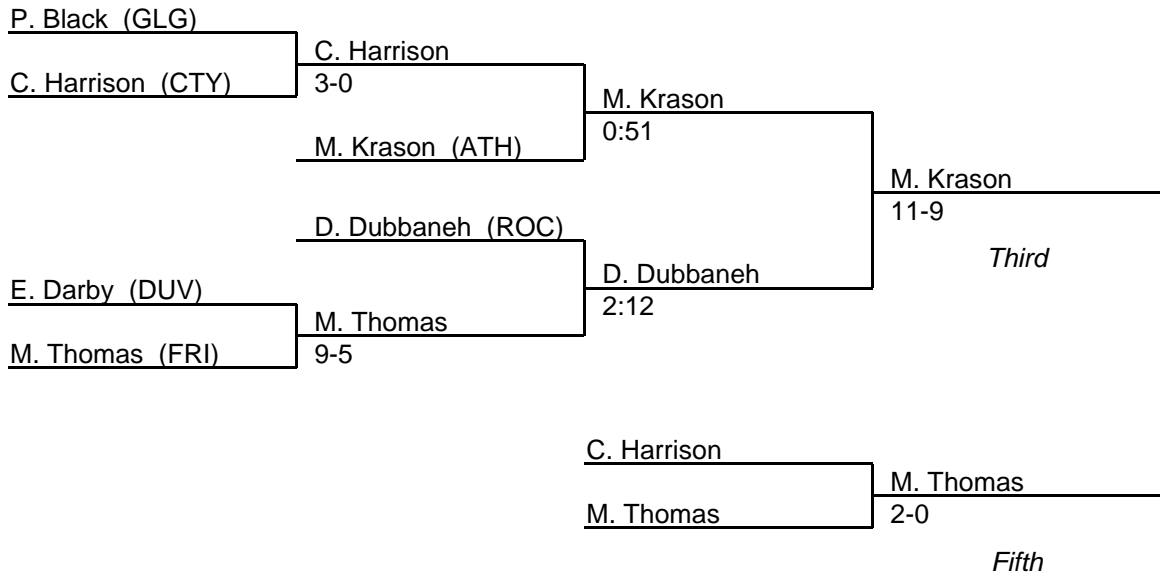 P. Black (GLG)
C. Harrison
C. Harrison (CTY)
3-0
M. Krason
0:51
M. Krason (ATH)
M. Krason
11-9
D. Dubbaneh (ROC)
Third
D. Dubbaneh
E. Darby (DUV)
2:12
M. Thomas
M. Thomas (FRI)
9-5
C. Harrison
M. Thomas
M. Thomas
2-0
Fifth